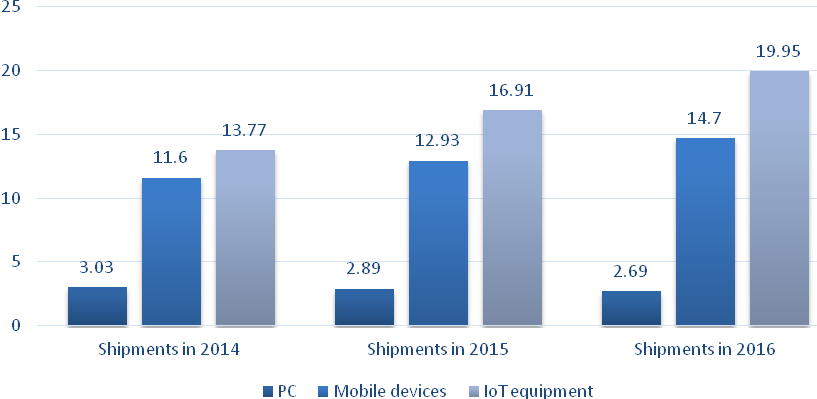 25
20
15
10
5
0
3.03
11.6
13.77
2.89
12.93
16.91
2.69
14.7
19.95
Shipments in 2014
Shipments in 2015
Shipments in 2016
PC
Mobile devices
IoT equipment